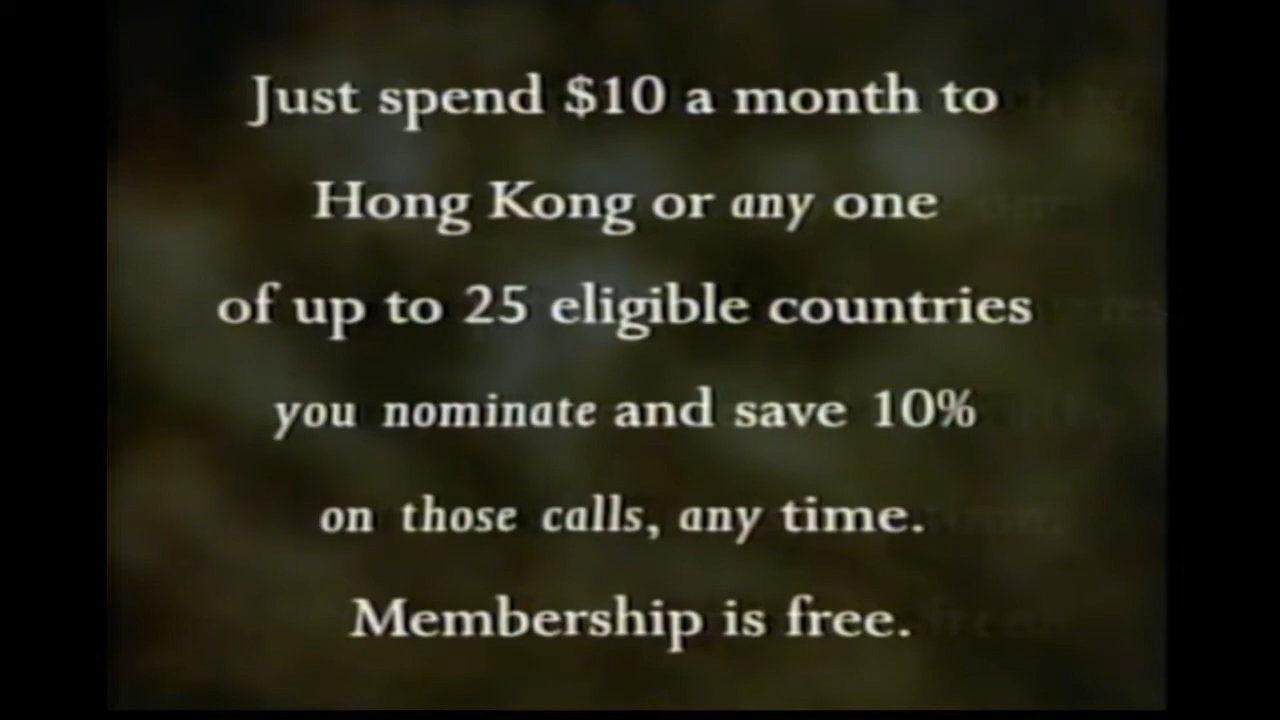 Just spend $10 a month to
Hong Kong or any one
of up to 25 eligible countries
you nominate and save 10%
on those calls, any time.
Membership is free.